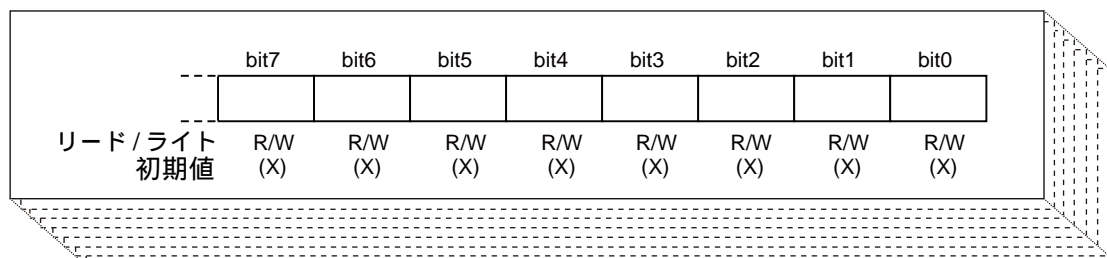 bit7 bit6 bit5 bit4 bit3 bit2 bit1 bit0
リード / ライト R/W R/W R/W R/W R/W R/W R/W R/W
初期値 (X) (X) (X) (X) (X) (X) (X) (X)